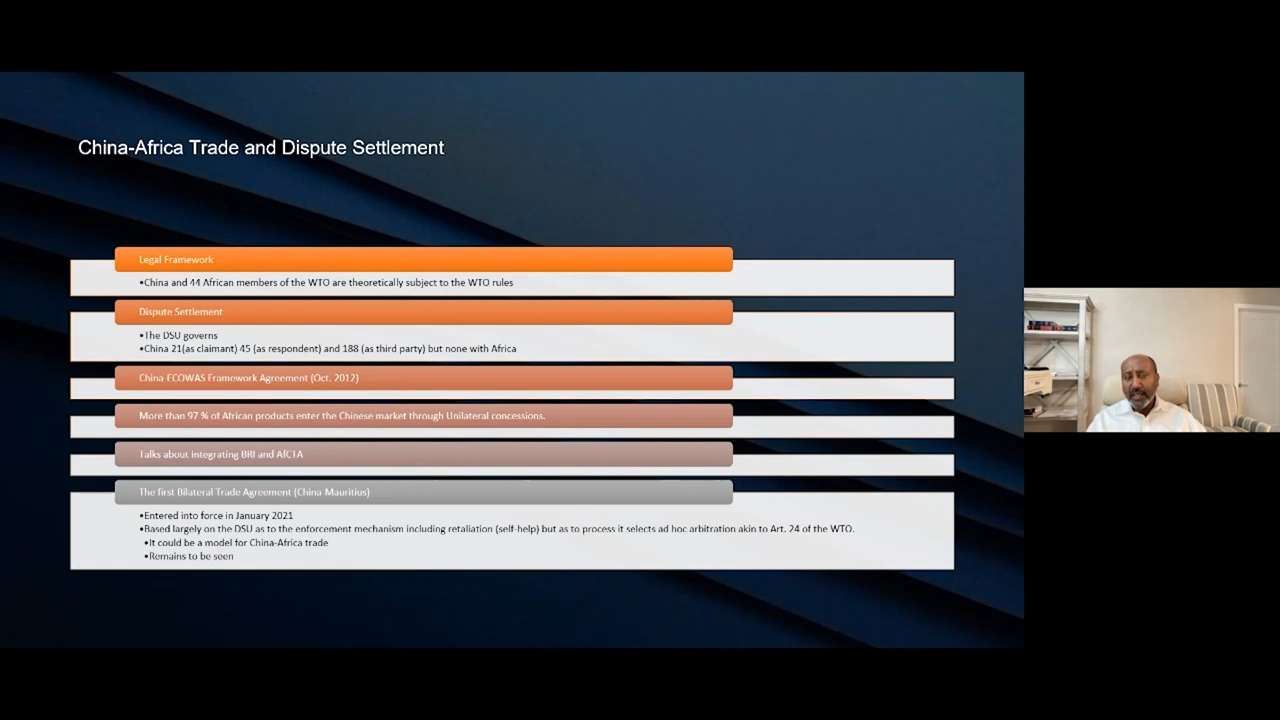 China-Africa Trade and Dispute Settlement
Legal Framework
•China and 44 African members of the WTO are theoretically subject to the WTO rules
Dispute Settlement
•The DSU governs
•China 21(as claimant) 45 (as respondent) and 188 (as third party) but none with Africa
China-ECOWAS Framework Agreement (Oct. 2012)
More than 97 % of African products enter the Chinese market through Unilateral concessions.
Talks about integrating BRI and AfCTA
The first Bilateral Trade Agreement (China-Mauritius)
•Entered into force in January 2021
•Based largely on the DSU as to the enforcement mechanism including retaliation (self-help) but as to process it selects ad hoc arbitration akin to Art. 24 of the WTO.
•It could be a model for China-Africa trade
•Remains to be seen